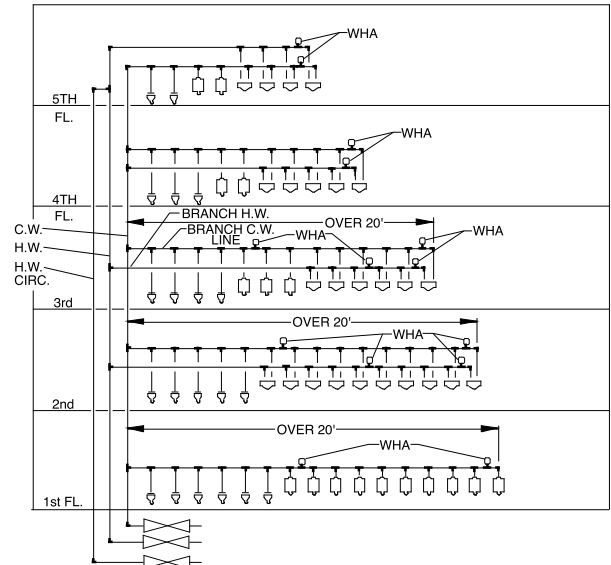 WHA
5TH
FL.
WHA
4TH
FL.
BRANCH H.W.
OVER 20'
C.W.
BRANCH C.W.
LINE
WHA
WHA
H.W.
H.W.
CIRC.
3rd
OVER 20'
WHA
2nd
OVER 20'
WHA
1st FL.